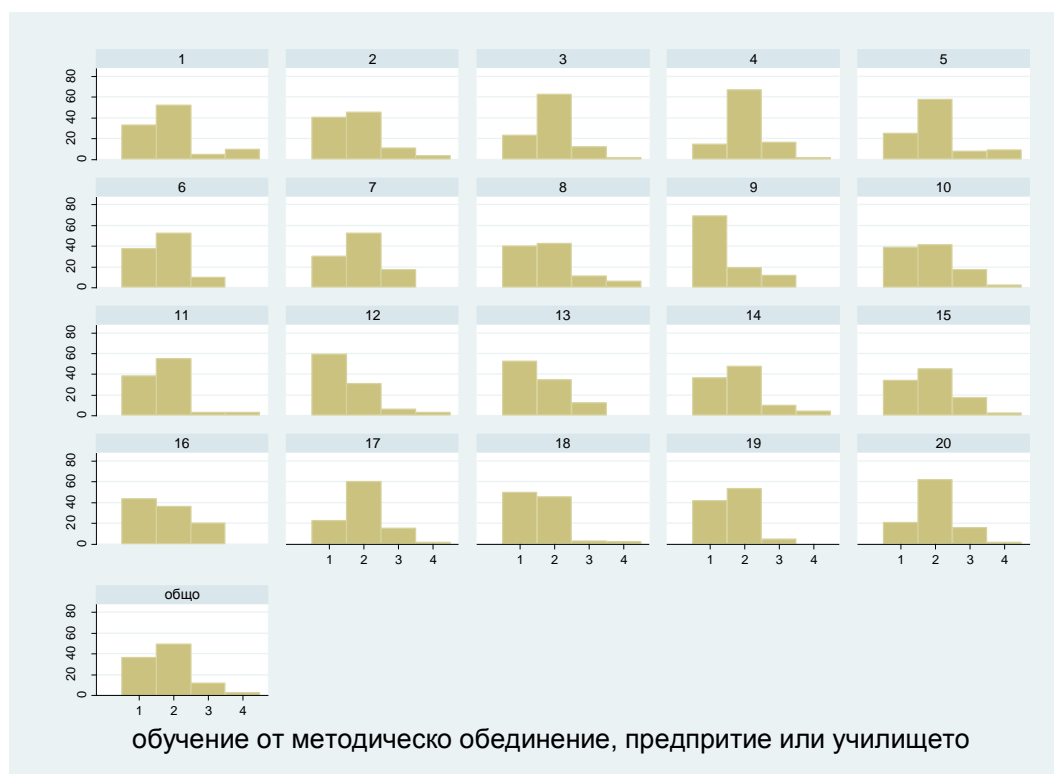 1 2 3 4 5
0 20 40 60 80
6 7 8 9 10
0 20 40 60 80
11 12 13 14 15
0 20 40 60 80
16 17 18 19 20
0 20 40 60 80
1 2 3 4 1 2 3 4 1 2 3 4 1 2 3 4
общо
0 20 40 60 80
1 2 3 4
обучение от методическо обединение, предпритие или училището